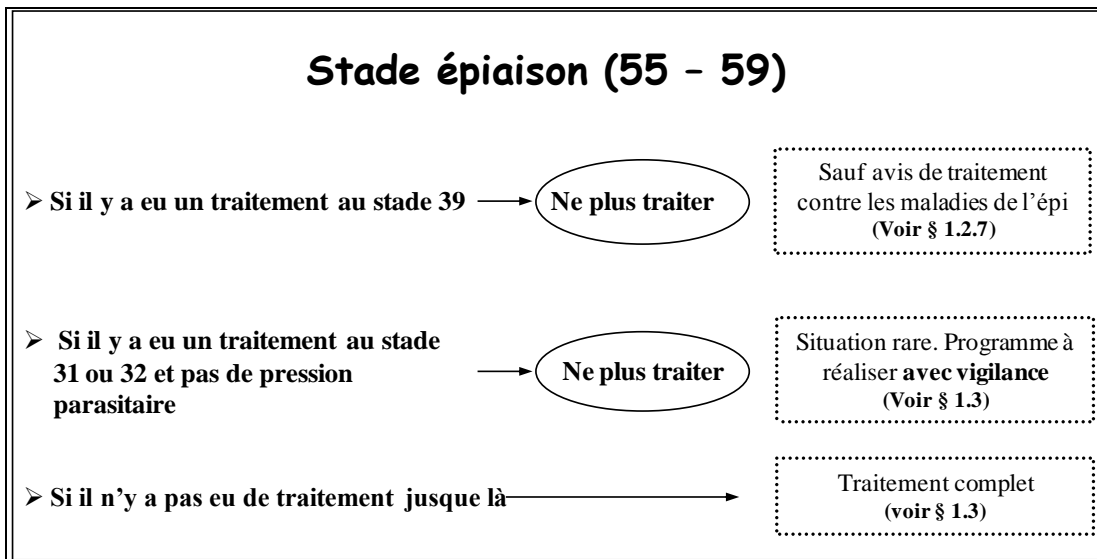 Stade épiaison (55 – 59)
➢ Si il y a eu un traitement au stade 39
Ne plus traiter
Sauf avis de traitement
contre les maladies de l'épi
(Voir § 1.2.7)
➢ Si il y a eu un traitement au stade
31 ou 32 et pas de pression
parasitaire
Ne plus traiter
Situation rare. Programme à
réaliser avec vigilance
(Voir § 1.3)
➢ Si il n'y a pas eu de traitement jusque là
Traitement complet
(voir § 1.3)